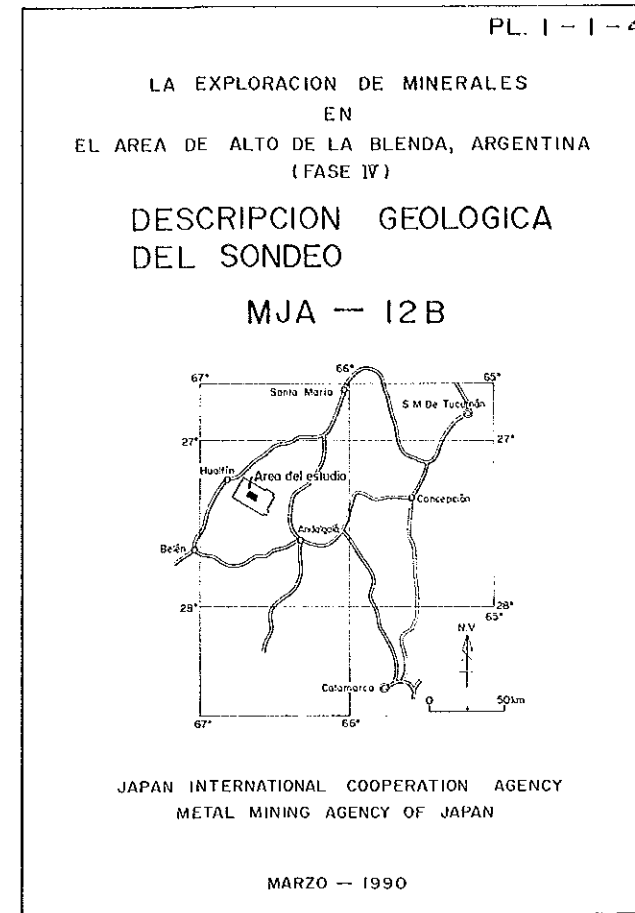 PL. 1-1-4
LA EXPLORACION DE MINERALES
EN
EL AREA DE ALTO DE LA BLENDA, ARGENTINA
(FASE IV)
DESCRIPCION GEOLOGICA
DEL SONDEO
MJA — 12B
67° 66° 65°
Santa Maria
S M De Tucumán
27° 27°
Hualfin
Area del estudio
Concepción
Andalgalá
Belén
28° 28°
65°
N.V
Catamarca
0 50km
67° 66°
JAPAN INTERNATIONAL COOPERATION AGENCY
METAL MINING AGENCY OF JAPAN
MARZO — 1990